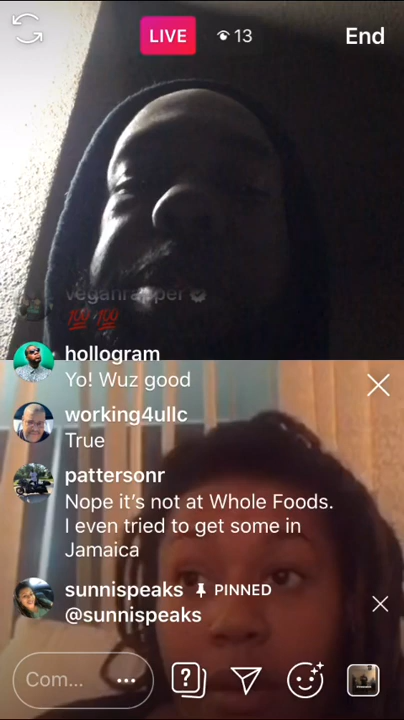 LIVE
13
End
veganrapper
💯 💯
hollogram
Yo! Wuz good
working4ullc
True
pattersonr
Nope it's not at Whole Foods.
I even tried to get some in
Jamaica
sunnispeaks PINNED
@sunnispeaks
Com...